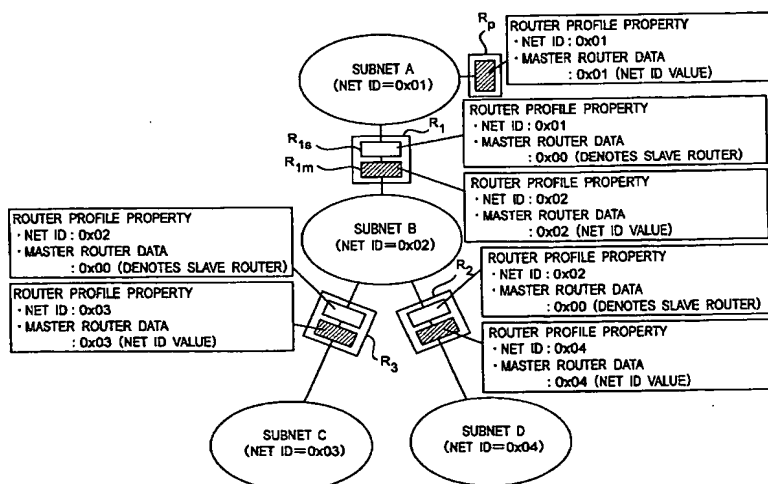 Rp
ROUTER PROFILE PROPERTY
・NET ID : 0x01
・MASTER ROUTER DATA
: 0x01 (NET ID VALUE)
SUBNET A
(NET ID=0x01)
R1
R1s
R1m
ROUTER PROFILE PROPERTY
・NET ID : 0x01
・MASTER ROUTER DATA
: 0x00 (DENOTES SLAVE ROUTER)
ROUTER PROFILE PROPERTY
・NET ID : 0x02
・MASTER ROUTER DATA
: 0x02 (NET ID VALUE)
SUBNET B
(NET ID=0x02)
ROUTER PROFILE PROPERTY
・NET ID : 0x02
・MASTER ROUTER DATA
: 0x00 (DENOTES SLAVE ROUTER)
ROUTER PROFILE PROPERTY
・NET ID : 0x03
・MASTER ROUTER DATA
: 0x03 (NET ID VALUE)
R3
R2
ROUTER PROFILE PROPERTY
・NET ID : 0x02
・MASTER ROUTER DATA
: 0x00 (DENOTES SLAVE ROUTER)
ROUTER PROFILE PROPERTY
・NET ID : 0x04
・MASTER ROUTER DATA
: 0x04 (NET ID VALUE)
SUBNET C
(NET ID=0x03)
SUBNET D
(NET ID=0x04)